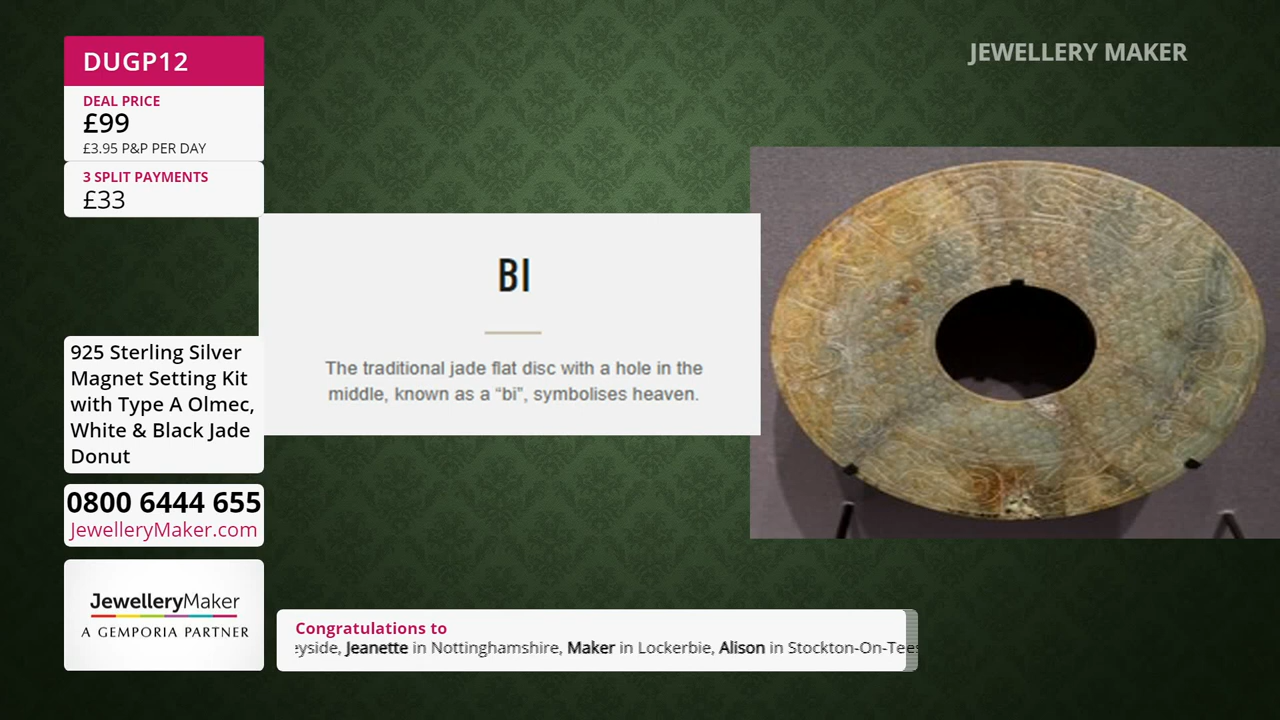 DUGP12
DEAL PRICE
£99
£3.95 P&P PER DAY
3 SPLIT PAYMENTS
£33
JEWELLERY MAKER
BI
The traditional jade flat disc with a hole in the
middle, known as a “bi”, symbolises heaven.
925 Sterling Silver
Magnet Setting Kit
with Type A Olmec,
White & Black Jade
Donut
0800 6444 655
JewelleryMaker.com
JewelleryMaker
A GEMPORIA PARTNER
Congratulations to
yside, Jeanette in Nottinghamshire, Maker in Lockerbie, Alison in Stockton-On-Tees